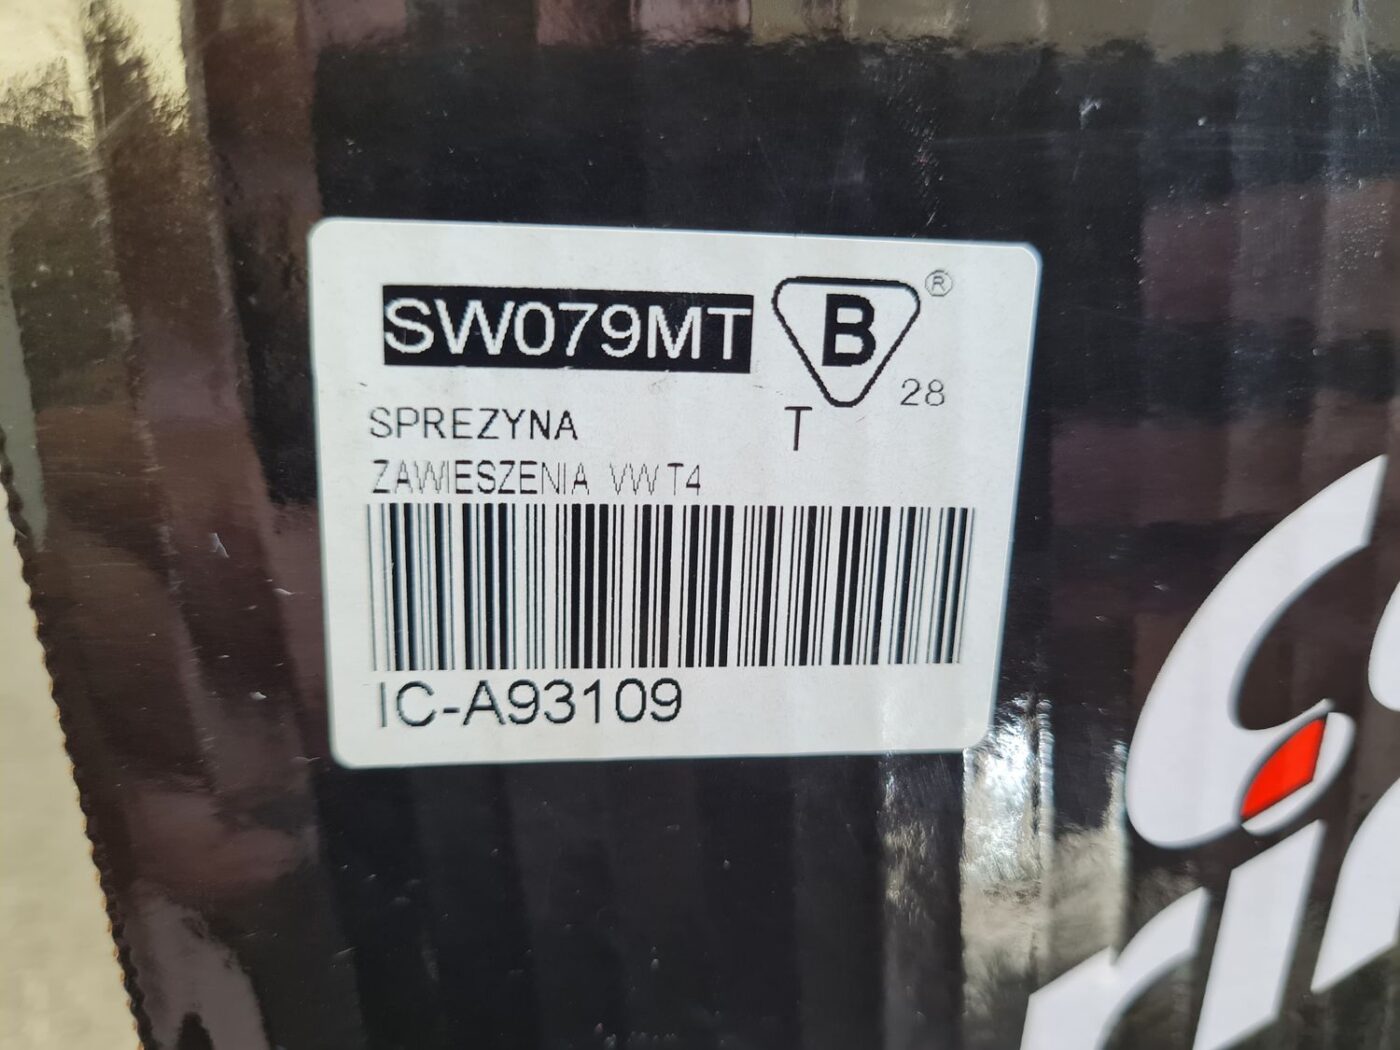 SW079MT
B
®
28
SPREZYNA
T
ZAWIESZENIA VW T4
IC-A93109